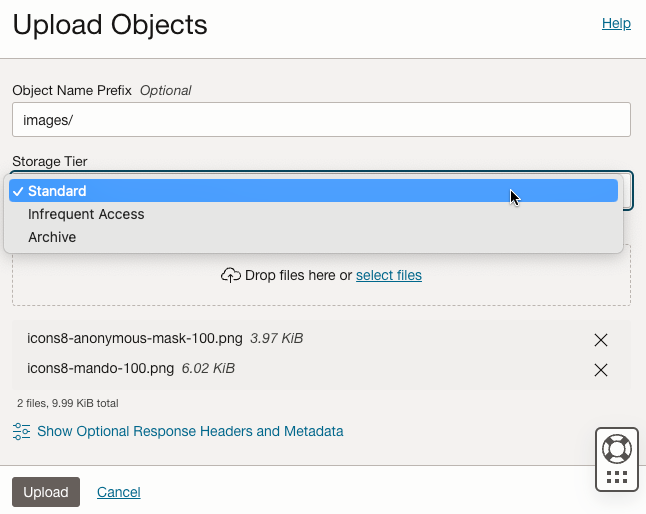 Upload Objects
Help
Object Name Prefix Optional
images/
Storage Tier
Standard
Infrequent Access
Archive
Drop files here or select files
icons8-anonymous-mask-100.png 3.97 KiB
icons8-mando-100.png 6.02 KiB
2 files, 9.99 KiB total
Show Optional Response Headers and Metadata
Upload
Cancel